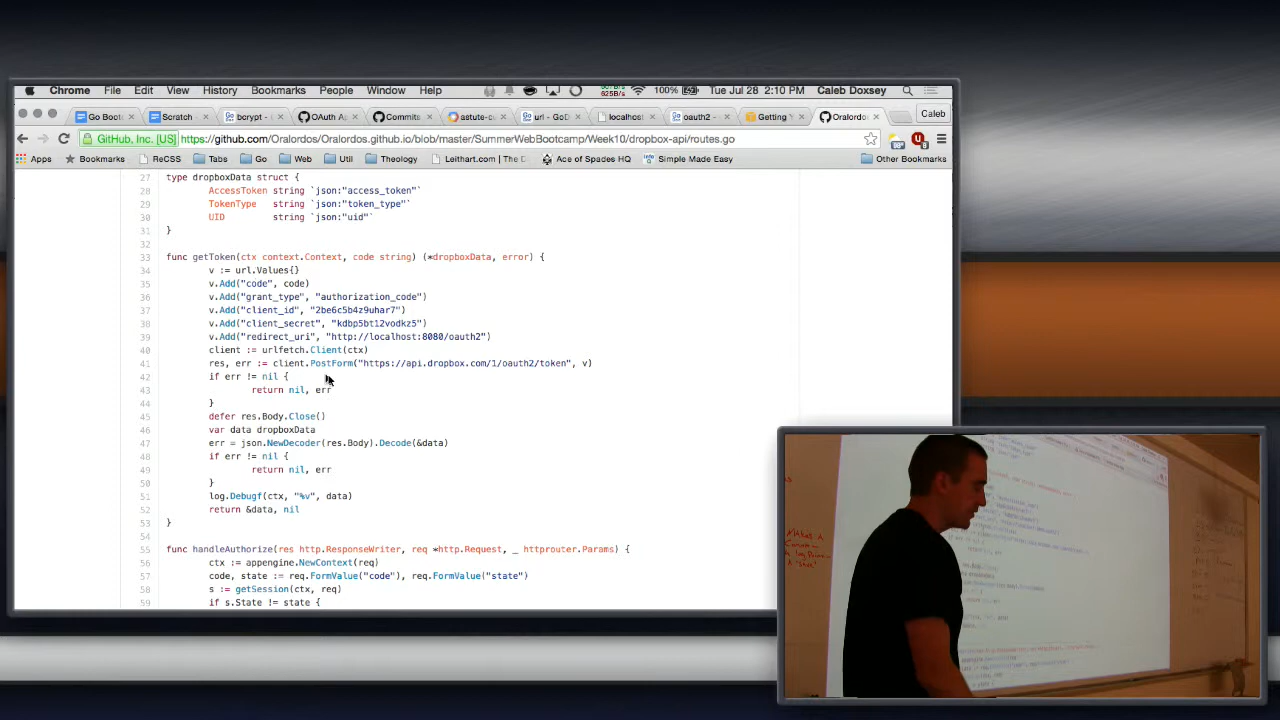 Chrome File Edit View History Bookmarks People Window Help 100% Tue Jul 28 2:10 PM Caleb Doxsey
Go Boot Scratch bcrypt - OAuth A Commits astute-c url - GoD localhost oauth2 - Getting Y Oralordos Caleb
GitHub, Inc. [US] https://github.com/Oralordos/Oralordos.github.io/blob/master/SummerWebBootcamp/Week10/dropbox-api/routes.go
Apps Bookmarks ReCSS Tabs Go Web Util Theology Leithart.com | The D Ace of Spades HQ Simple Made Easy Other Bookmarks
27 type dropboxData struct {
28 AccessToken string `json:"access_token"`
29 TokenType string `json:"token_type"`
30 UID string `json:"uid"`
31 }
32
33 func getToken(ctx context.Context, code string) (*dropboxData, error) {
34 v := url.Values{}
35 v.Add("code", code)
36 v.Add("grant_type", "authorization_code")
37 v.Add("client_id", "2be6c5b4z9uhar7")
38 v.Add("client_secret", "kdbp5bt12vodkz5")
39 v.Add("redirect_uri", "http://localhost:8080/oauth2")
40 client := urlfetch.Client(ctx)
41 res, err := client.PostForm("https://api.dropbox.com/1/oauth2/token", v)
42 if err != nil {
43 return nil, err
44 }
45 defer res.Body.Close()
46 var data dropboxData
47 err = json.NewDecoder(res.Body).Decode(&data)
48 if err != nil {
49 return nil, err
50 }
51 log.Debugf(ctx, "%v", data)
52 return &data, nil
53 }
54
55 func handleAuthorize(res http.ResponseWriter, req *http.Request, _ httprouter.Params) {
56 ctx := appengine.NewContext(req)
57 code, state := req.FormValue("code"), req.FormValue("state")
58 s := getSession(ctx, req)
59 if s.State != state {
MAKES A